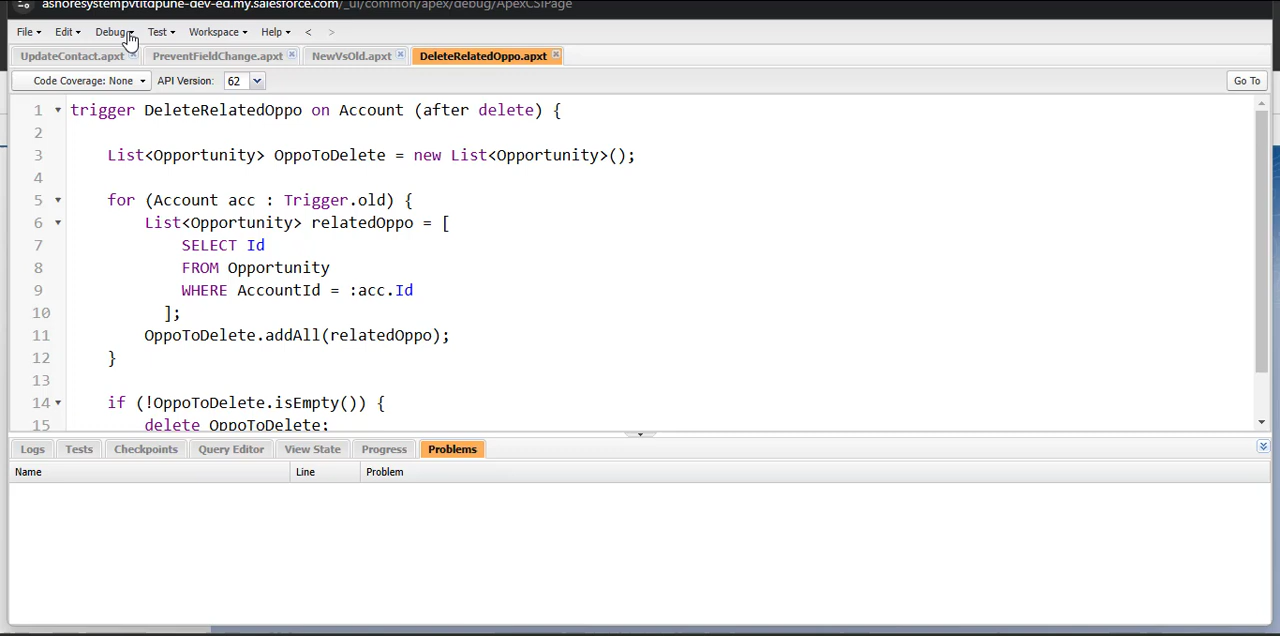 ashoresystempvtltdpune-dev-ed.my.salesforce.com/_ui/common/apex/debug/ApexCSIPage
File Edit Debug Test Workspace Help < >
UpdateContact.apxt PreventFieldChange.apxt NewVsOld.apxt DeleteRelatedOppo.apxt
Code Coverage: None API Version: 62 Go To
1 trigger DeleteRelatedOppo on Account (after delete) {
2
3 List<Opportunity> OppoToDelete = new List<Opportunity>();
4
5 for (Account acc : Trigger.old) {
6 List<Opportunity> relatedOppo = [
7 SELECT Id
8 FROM Opportunity
9 WHERE AccountId = :acc.Id
10 ];
11 OppoToDelete.addAll(relatedOppo);
12 }
13
14 if (!OppoToDelete.isEmpty()) {
15 delete OppoToDelete;
Logs Tests Checkpoints Query Editor View State Progress Problems
Name Line Problem